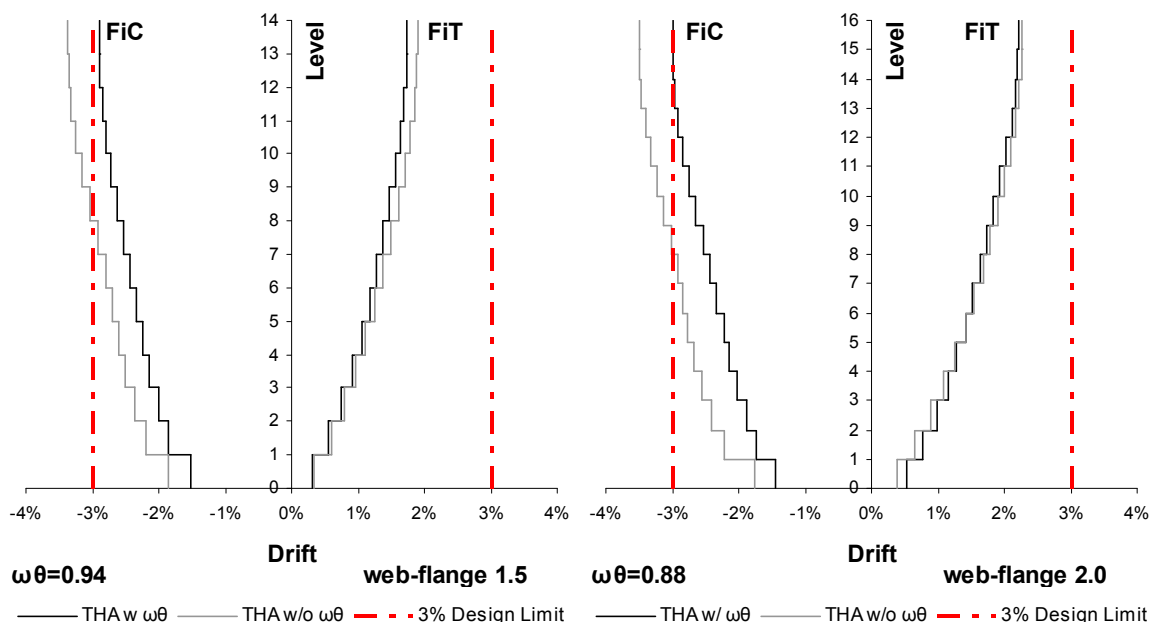 FiC
Level
FiT
14
13
12
11
10
9
8
7
6
5
4
3
2
1
0
-4% -3% -2% -1% 0% 1% 2% 3% 4%
Drift
ωθ=0.94 web-flange 1.5
THA w ωθ THA w/o ωθ 3% Design Limit
FiC
Level
FiT
16
15
14
13
12
11
10
9
8
7
6
5
4
3
2
1
0
-4% -3% -2% -1% 0% 1% 2% 3% 4%
Drift
ωθ=0.88 web-flange 2.0
THA w/ ωθ THA w/o ωθ 3% Design Limit